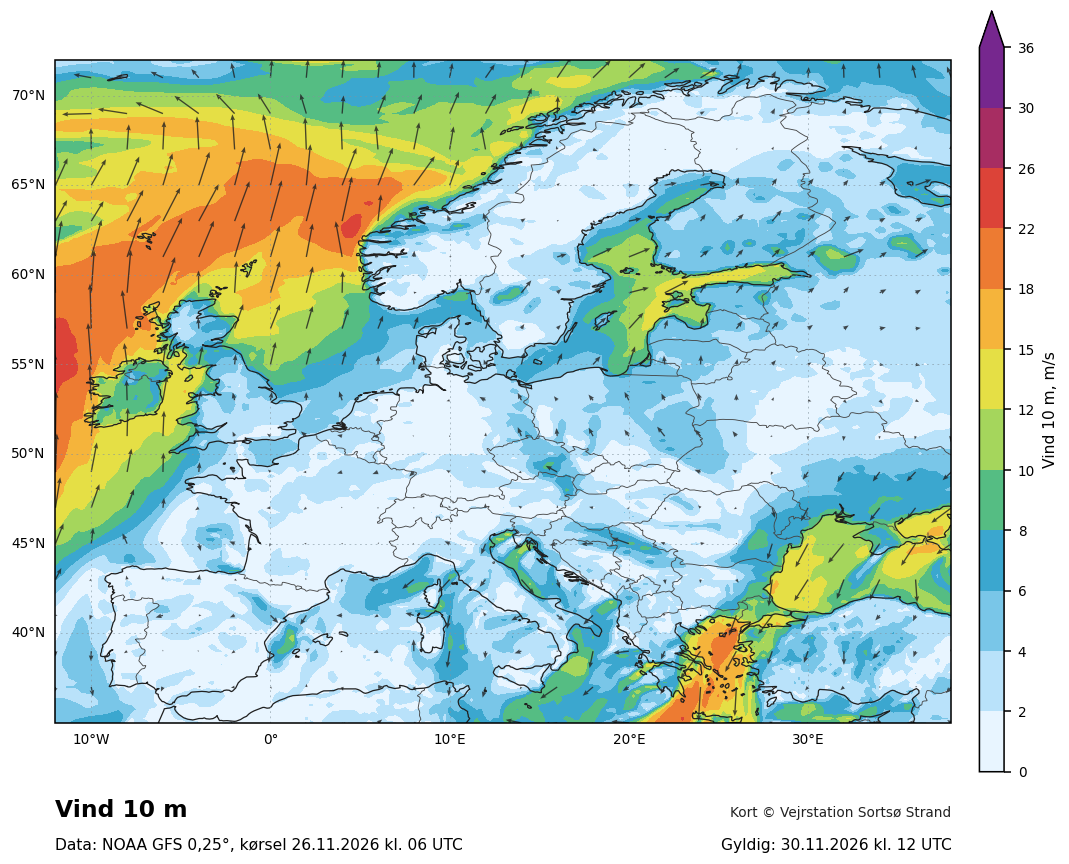 36
30
26
22
18
15
12
10
8
6
4
2
0
Vind 10 m, m/s
70°N
65°N
60°N
55°N
50°N
45°N
40°N
10°W
0°
10°E
20°E
30°E
Vind 10 m
Kort © Vejrstation Sortsø Strand
Data: NOAA GFS 0,25°, kørsel 26.11.2026 kl. 06 UTC
Gyldig: 30.11.2026 kl. 12 UTC